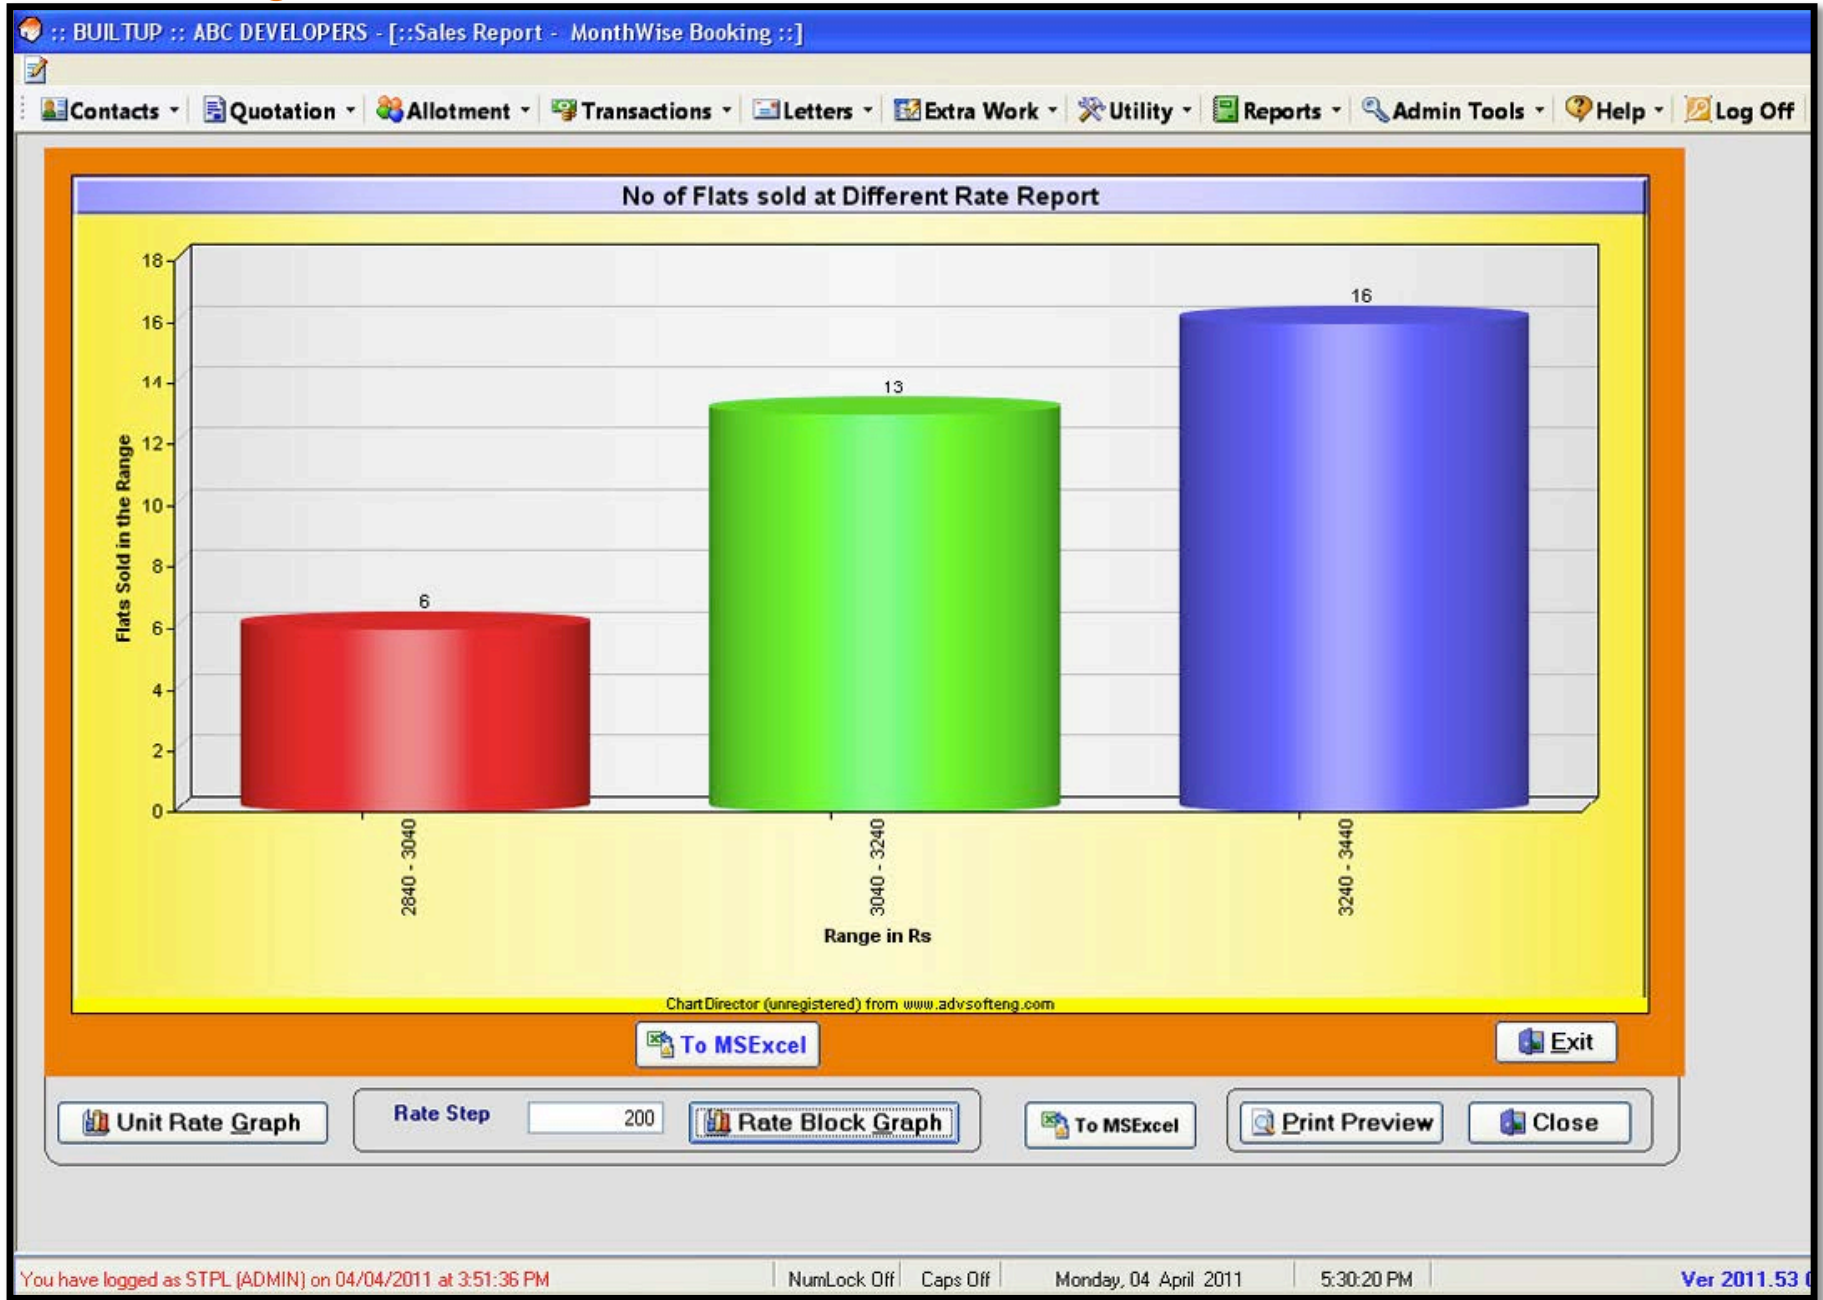 :: BUILTUP :: ABC DEVELOPERS - [::Sales Report - MonthWise Booking ::]
Contacts Quotation Allotment Transactions Letters Extra Work Utility Reports Admin Tools Help Log Off
No of Flats sold at Different Rate Report
18
16
14
12
10
8
6
4
2
0
Flats Sold in the Range
6
13
16
2840 - 3040
3040 - 3240
3240 - 3440
Range in Rs
ChartDirector (unregistered) from www.advsofteng.com
To MSExcel
Exit
Unit Rate Graph
Rate Step 200
Rate Block Graph
To MSExcel
Print Preview
Close
You have logged as STPL (ADMIN) on 04/04/2011 at 3:51:36 PM NumLock Off Caps Off Monday, 04 April 2011 5:30:20 PM Ver 2011.53